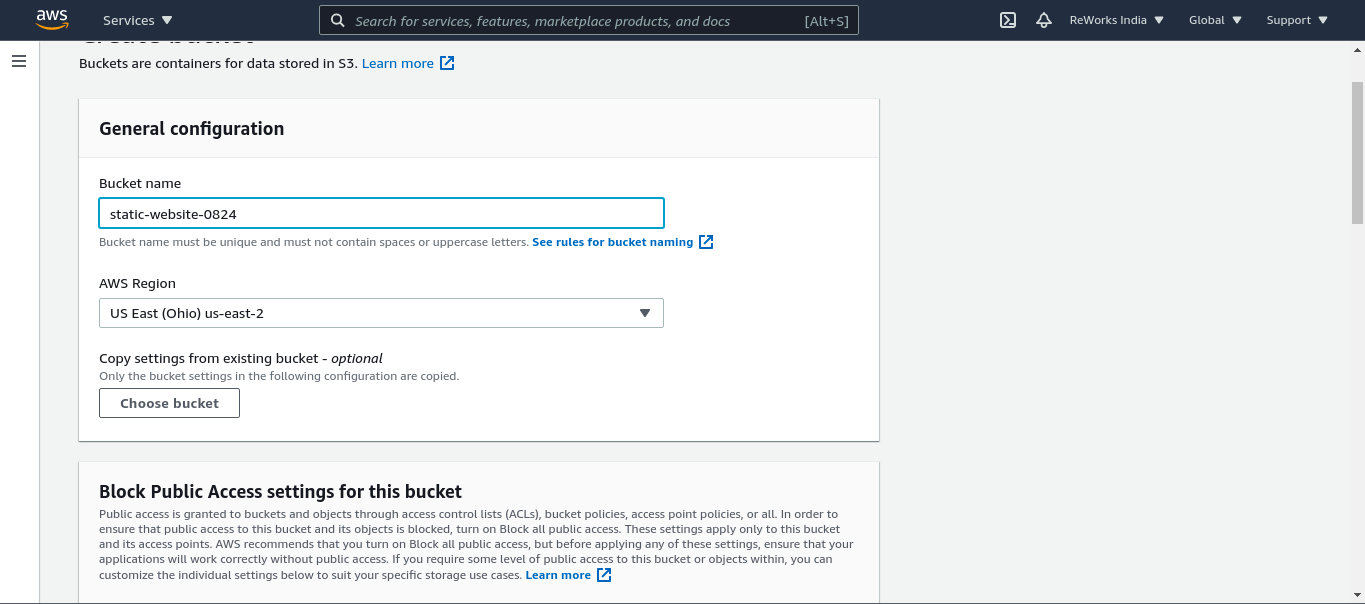 aws
Services
Search for services, features, marketplace products, and docs [Alt+S]
ReWorks India
Global
Support
Create bucket
Buckets are containers for data stored in S3. Learn more
General configuration
Bucket name
static-website-0824
Bucket name must be unique and must not contain spaces or uppercase letters. See rules for bucket naming
AWS Region
US East (Ohio) us-east-2
Copy settings from existing bucket - optional
Only the bucket settings in the following configuration are copied.
Choose bucket
Block Public Access settings for this bucket
Public access is granted to buckets and objects through access control lists (ACLs), bucket policies, access point policies, or all. In order to
ensure that public access to this bucket and its objects is blocked, turn on Block all public access. These settings apply only to this bucket
and its access points. AWS recommends that you turn on Block all public access, but before applying any of these settings, ensure that your
applications will work correctly without public access. If you require some level of public access to this bucket or objects within, you can
customize the individual settings below to suit your specific storage use cases. Learn more